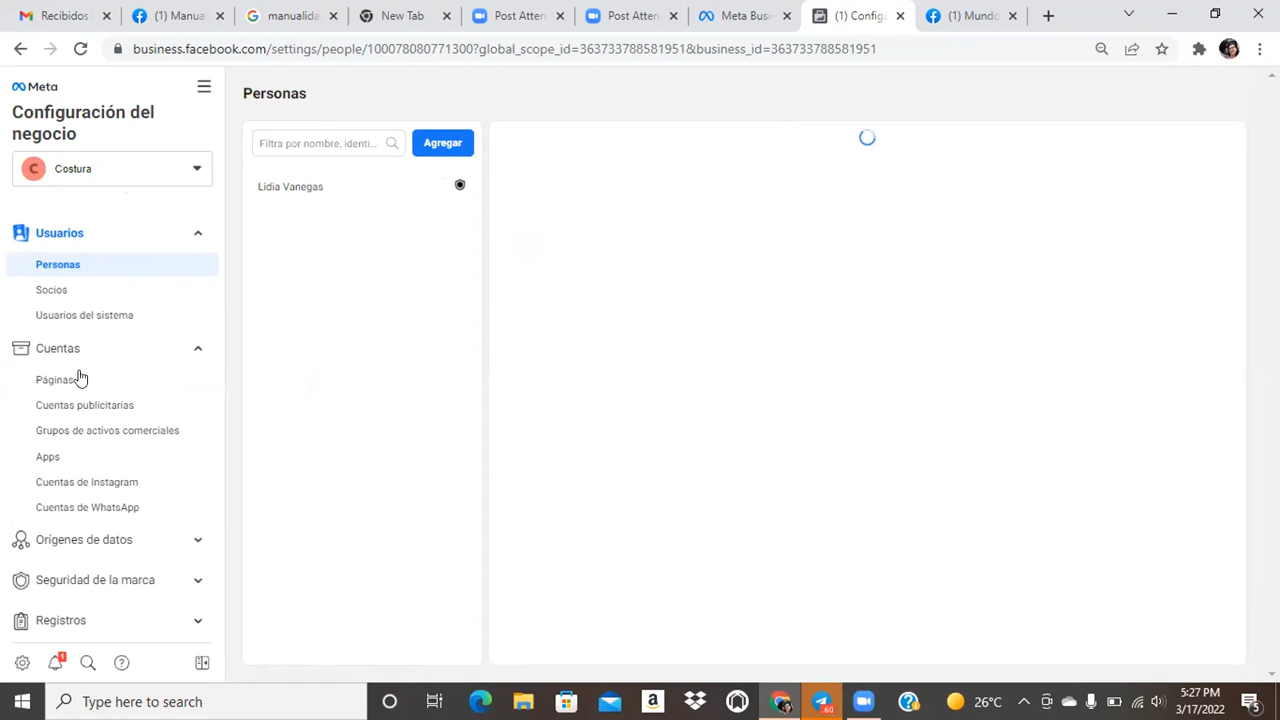 Recibidos
(1) Manua
manualida
New Tab
Post Atten
Post Atten
Meta Busi
(1) Config
(1) Mundo
business.facebook.com/settings/people/100078080771300?global_scope_id=363733788581951&business_id=363733788581951
Meta
Configuración del
negocio
C Costura
Usuarios
Personas
Socios
Usuarios del sistema
Cuentas
Páginas
Cuentas publicitarias
Grupos de activos comerciales
Apps
Cuentas de Instagram
Cuentas de WhatsApp
Orígenes de datos
Seguridad de la marca
Registros
1
Personas
Filtra por nombre, identi...
Agregar
Lidia Vanegas
Type here to search
60
26°C
5:27 PM
3/17/2022
5